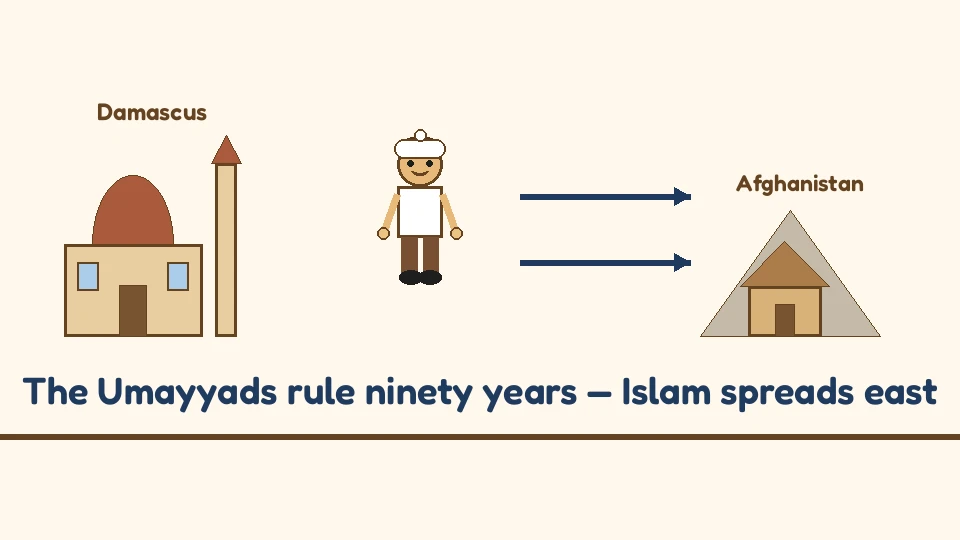 Damascus
Afghanistan
The Umayyads rule ninety years — Islam spreads east